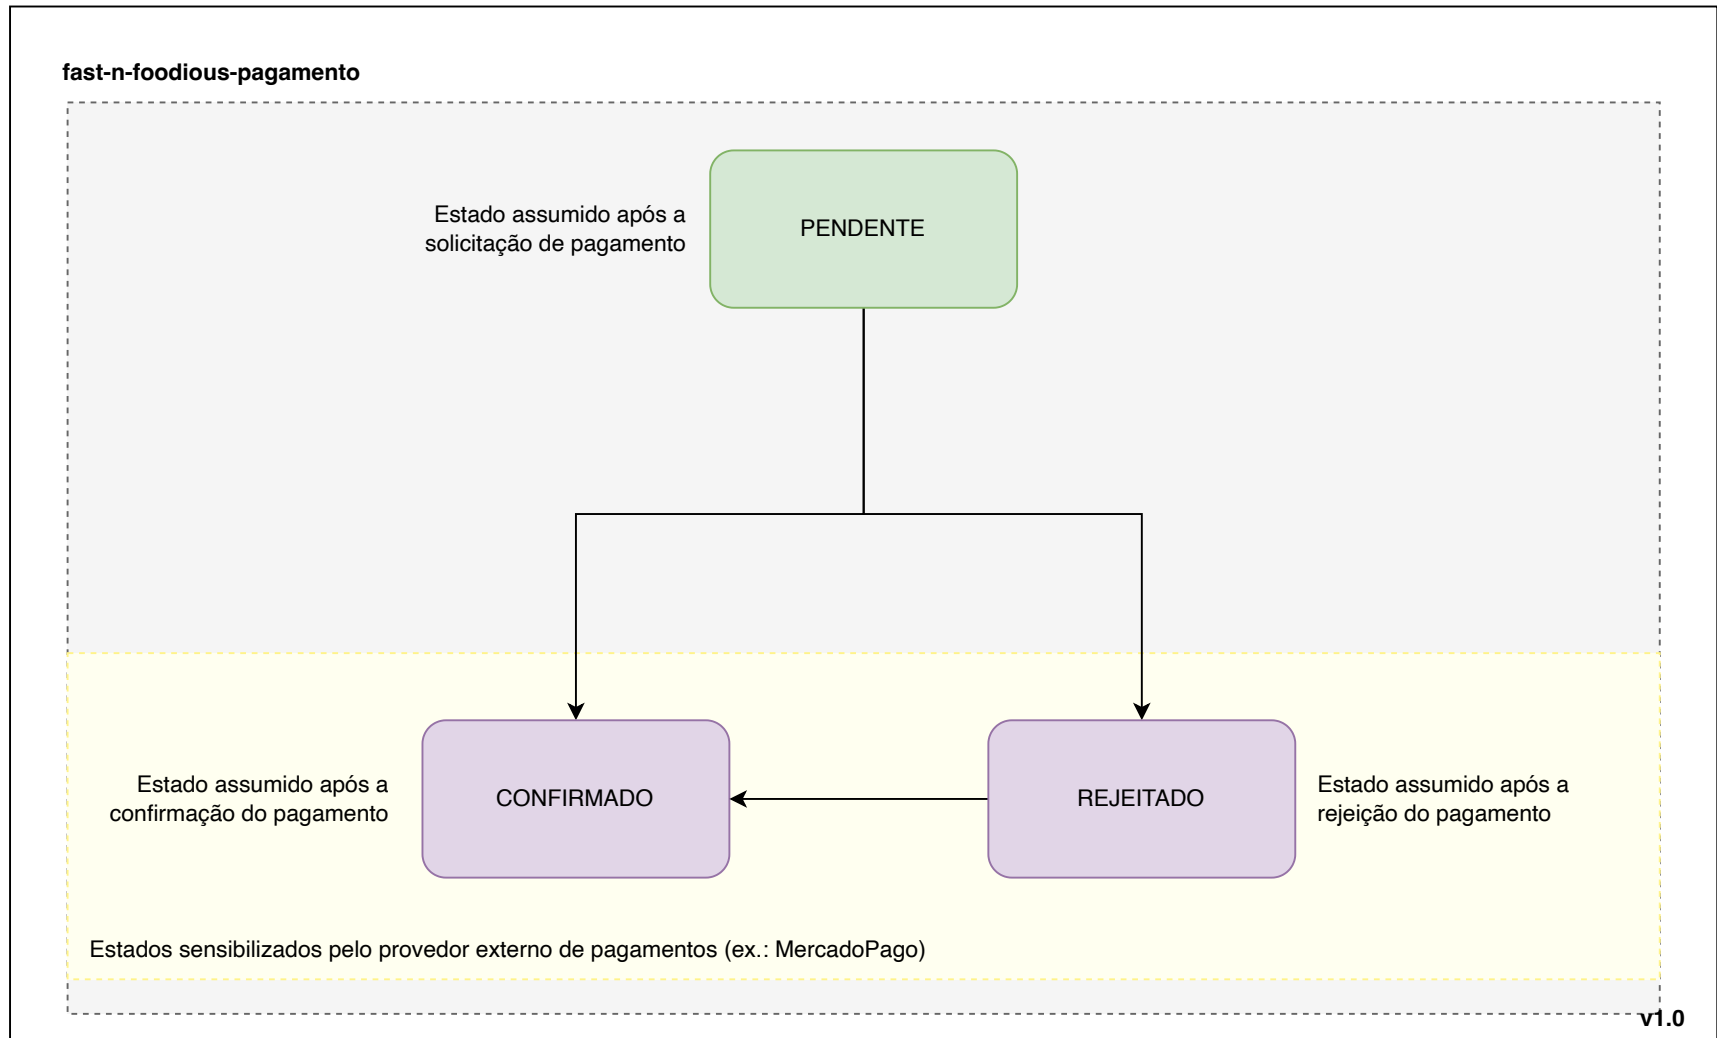 fast-n-foodious-pagamento
Estado assumido após a
solicitação de pagamento
PENDENTE
Estado assumido após a
confirmação do pagamento
CONFIRMADO
REJEITADO
Estado assumido após a
rejeição do pagamento
Estados sensibilizados pelo provedor externo de pagamentos (ex.: MercadoPago)
v1.0